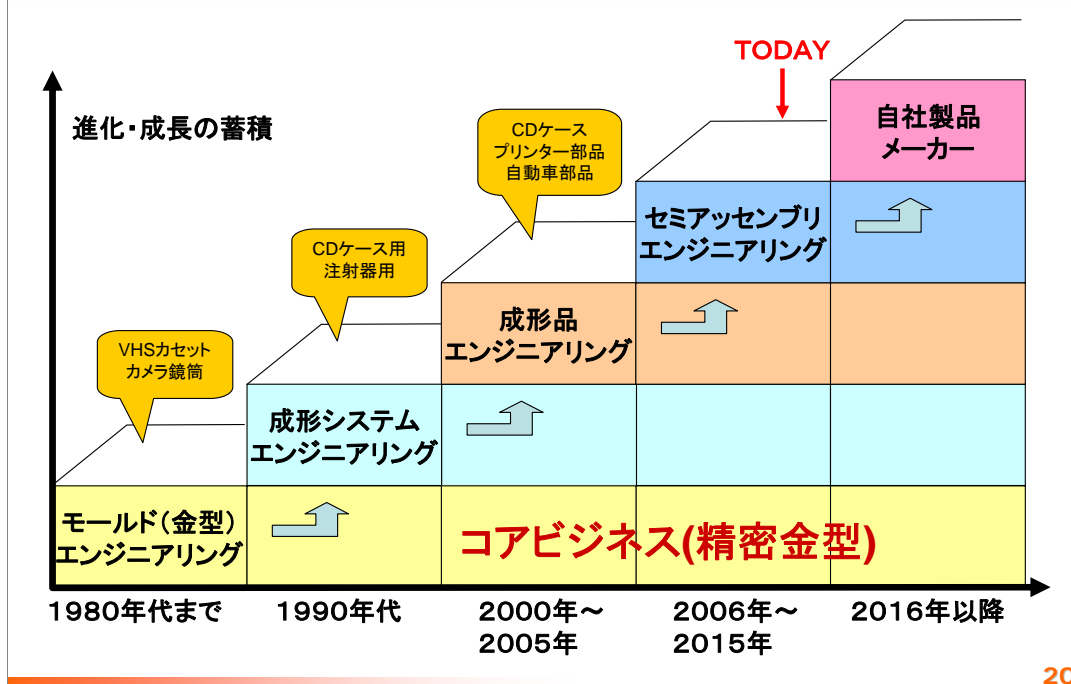 TODAY
進化・成長の蓄積
自社製品
メーカー
CDケース
プリンター部品
自動車部品
セミアッセンブリ
エンジニアリング
CDケース用
注射器用
成形品
エンジニアリング
VHSカセット
カメラ鏡筒
成形システム
エンジニアリング
モールド（金型）
エンジニアリング
コアビジネス(精密金型)
1980年代まで
1990年代
2000年～
2005年
2006年～
2015年
2016年以降
20